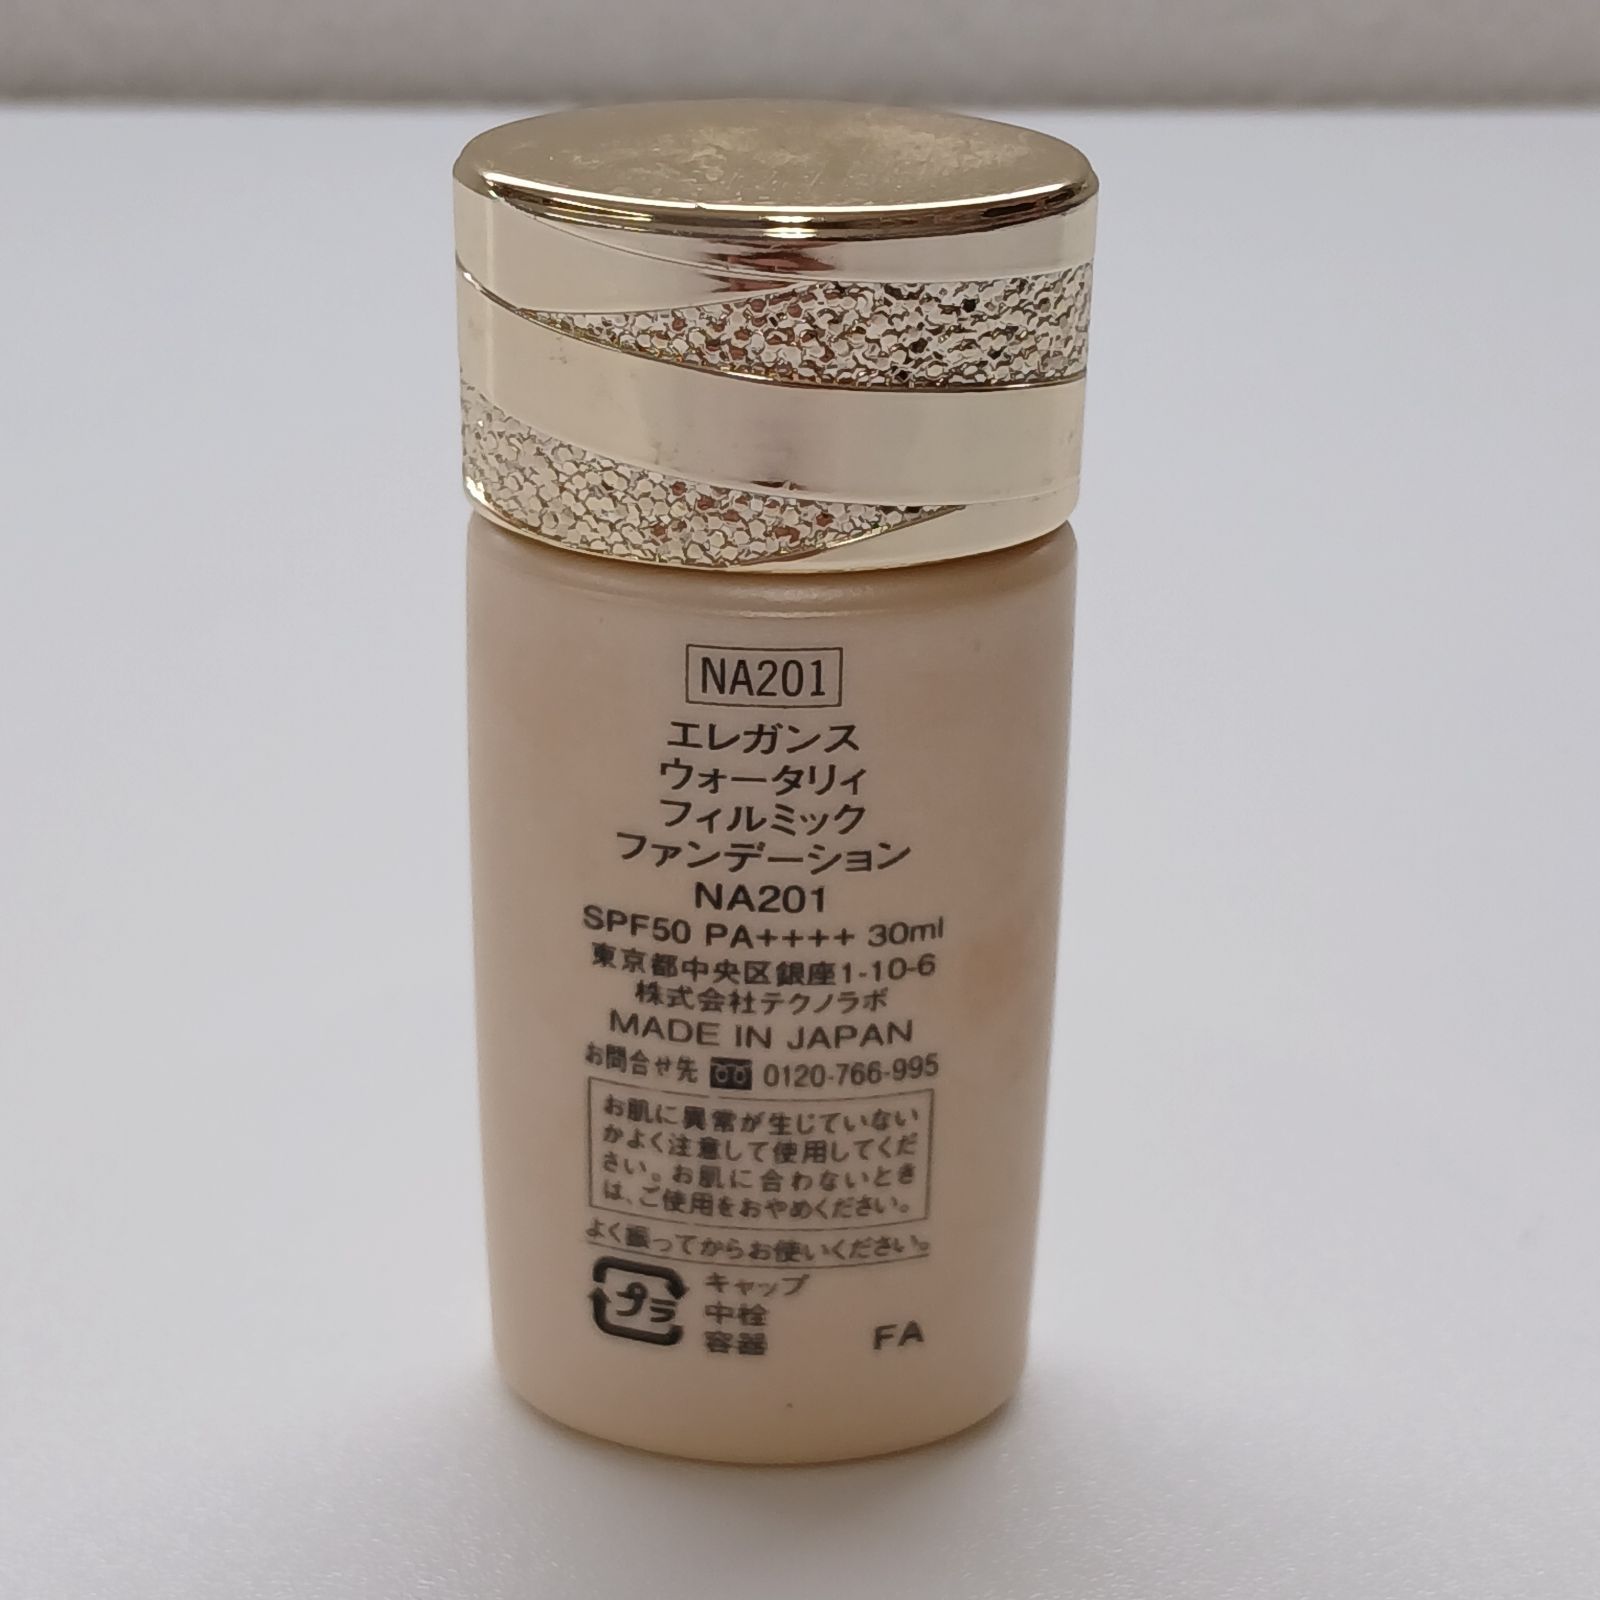 NA201
エレガンス
ウォータリィ
フィルミック
ファンデーション
NA201
SPF50 PA++++ 30ml
東京都中央区銀座1-10-6
株式会社テクノラボ
MADE IN JAPAN
お問合せ先 0120-766-995
お肌に異常が生じていない
かよく注意して使用してくだ
さい。お肌に合わないとき
は、ご使用をおやめください。
よく振ってからお使いください。
プラ キャップ
中栓
容器 FA